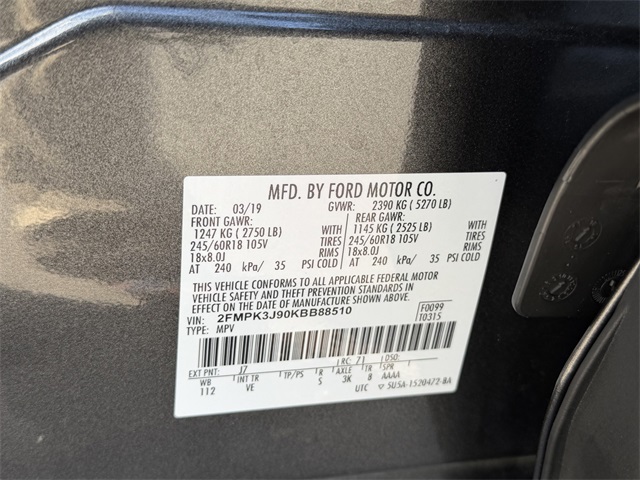 MFD. BY FORD MOTOR CO.
DATE: 03/19 GVWR: 2390 KG ( 5270 LB)
FRONT GAWR: REAR GAWR:
1247 KG ( 2750 LB) WITH 1145 KG ( 2525 LB) WITH
245/60R18 105V TIRES 245/60R18 105V TIRES
18x8.0J RIMS 18x8.0J RIMS
AT 240 kPa/ 35 PSI COLD AT 240 kPa/ 35 PSI COLD
THIS VEHICLE CONFORMS TO ALL APPLICABLE FEDERAL MOTOR
VEHICLE SAFETY AND THEFT PREVENTION STANDARDS IN
EFFECT ON THE DATE OF MANUFACTURE SHOWN ABOVE.
VIN: 2FMPK3J90KBB88510 F0099
TYPE: MPV T0315
EXT PNT: J7 RC: 71 DSO:
WB INT TR TP/PS R AXLE TR SPR
112 VE S 3K 8 AAAA
UTC ▽ 5U5A-1520472-BA